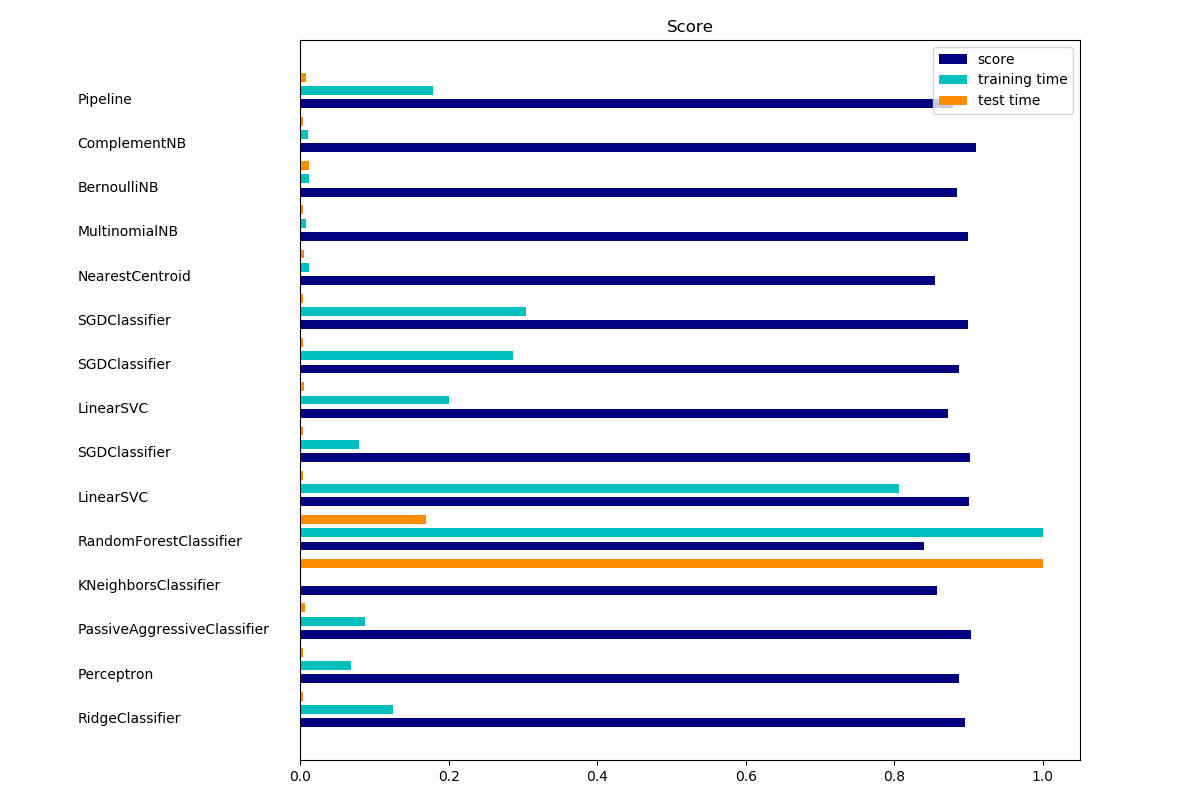 Score
score
training time
test time
Pipeline
ComplementNB
BernoulliNB
MultinomialNB
NearestCentroid
SGDClassifier
SGDClassifier
LinearSVC
SGDClassifier
LinearSVC
RandomForestClassifier
KNeighborsClassifier
PassiveAggressiveClassifier
Perceptron
RidgeClassifier
0.0 0.2 0.4 0.6 0.8 1.0